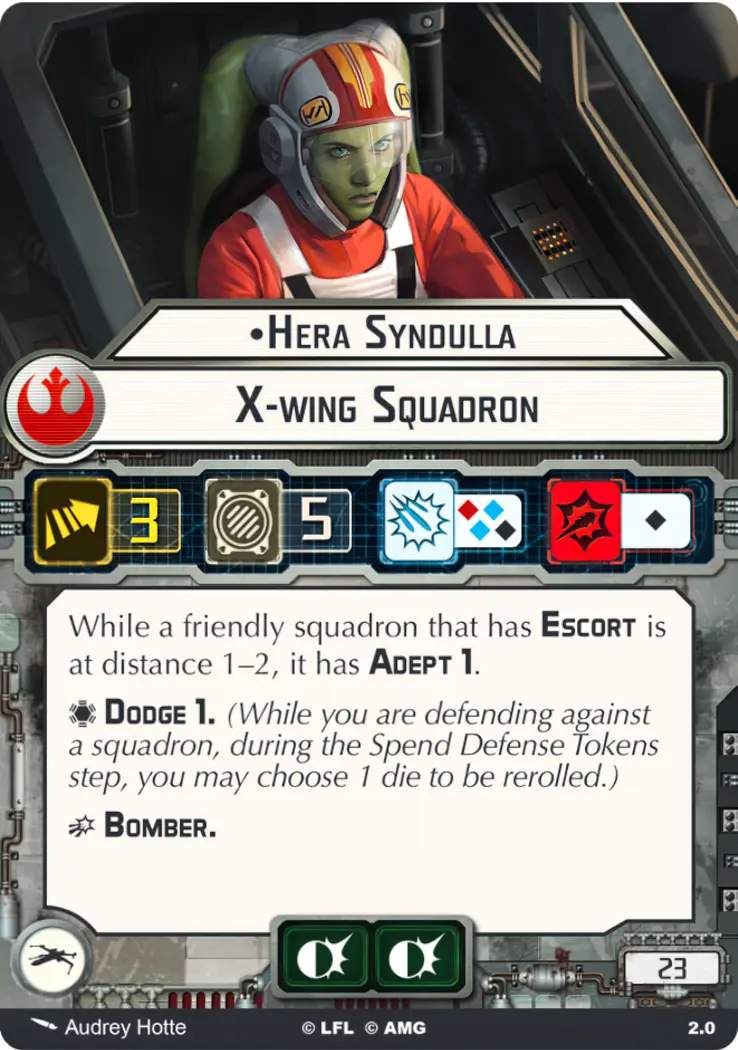 •Hera Syndulla
X-wing Squadron
3 5
While a friendly squadron that has Escort is
at distance 1–2, it has Adept 1.
Dodge 1. (While you are defending against
a squadron, during the Spend Defense Tokens
step, you may choose 1 die to be rerolled.)
Bomber.
23
Audrey Hotte © LFL © AMG 2.0